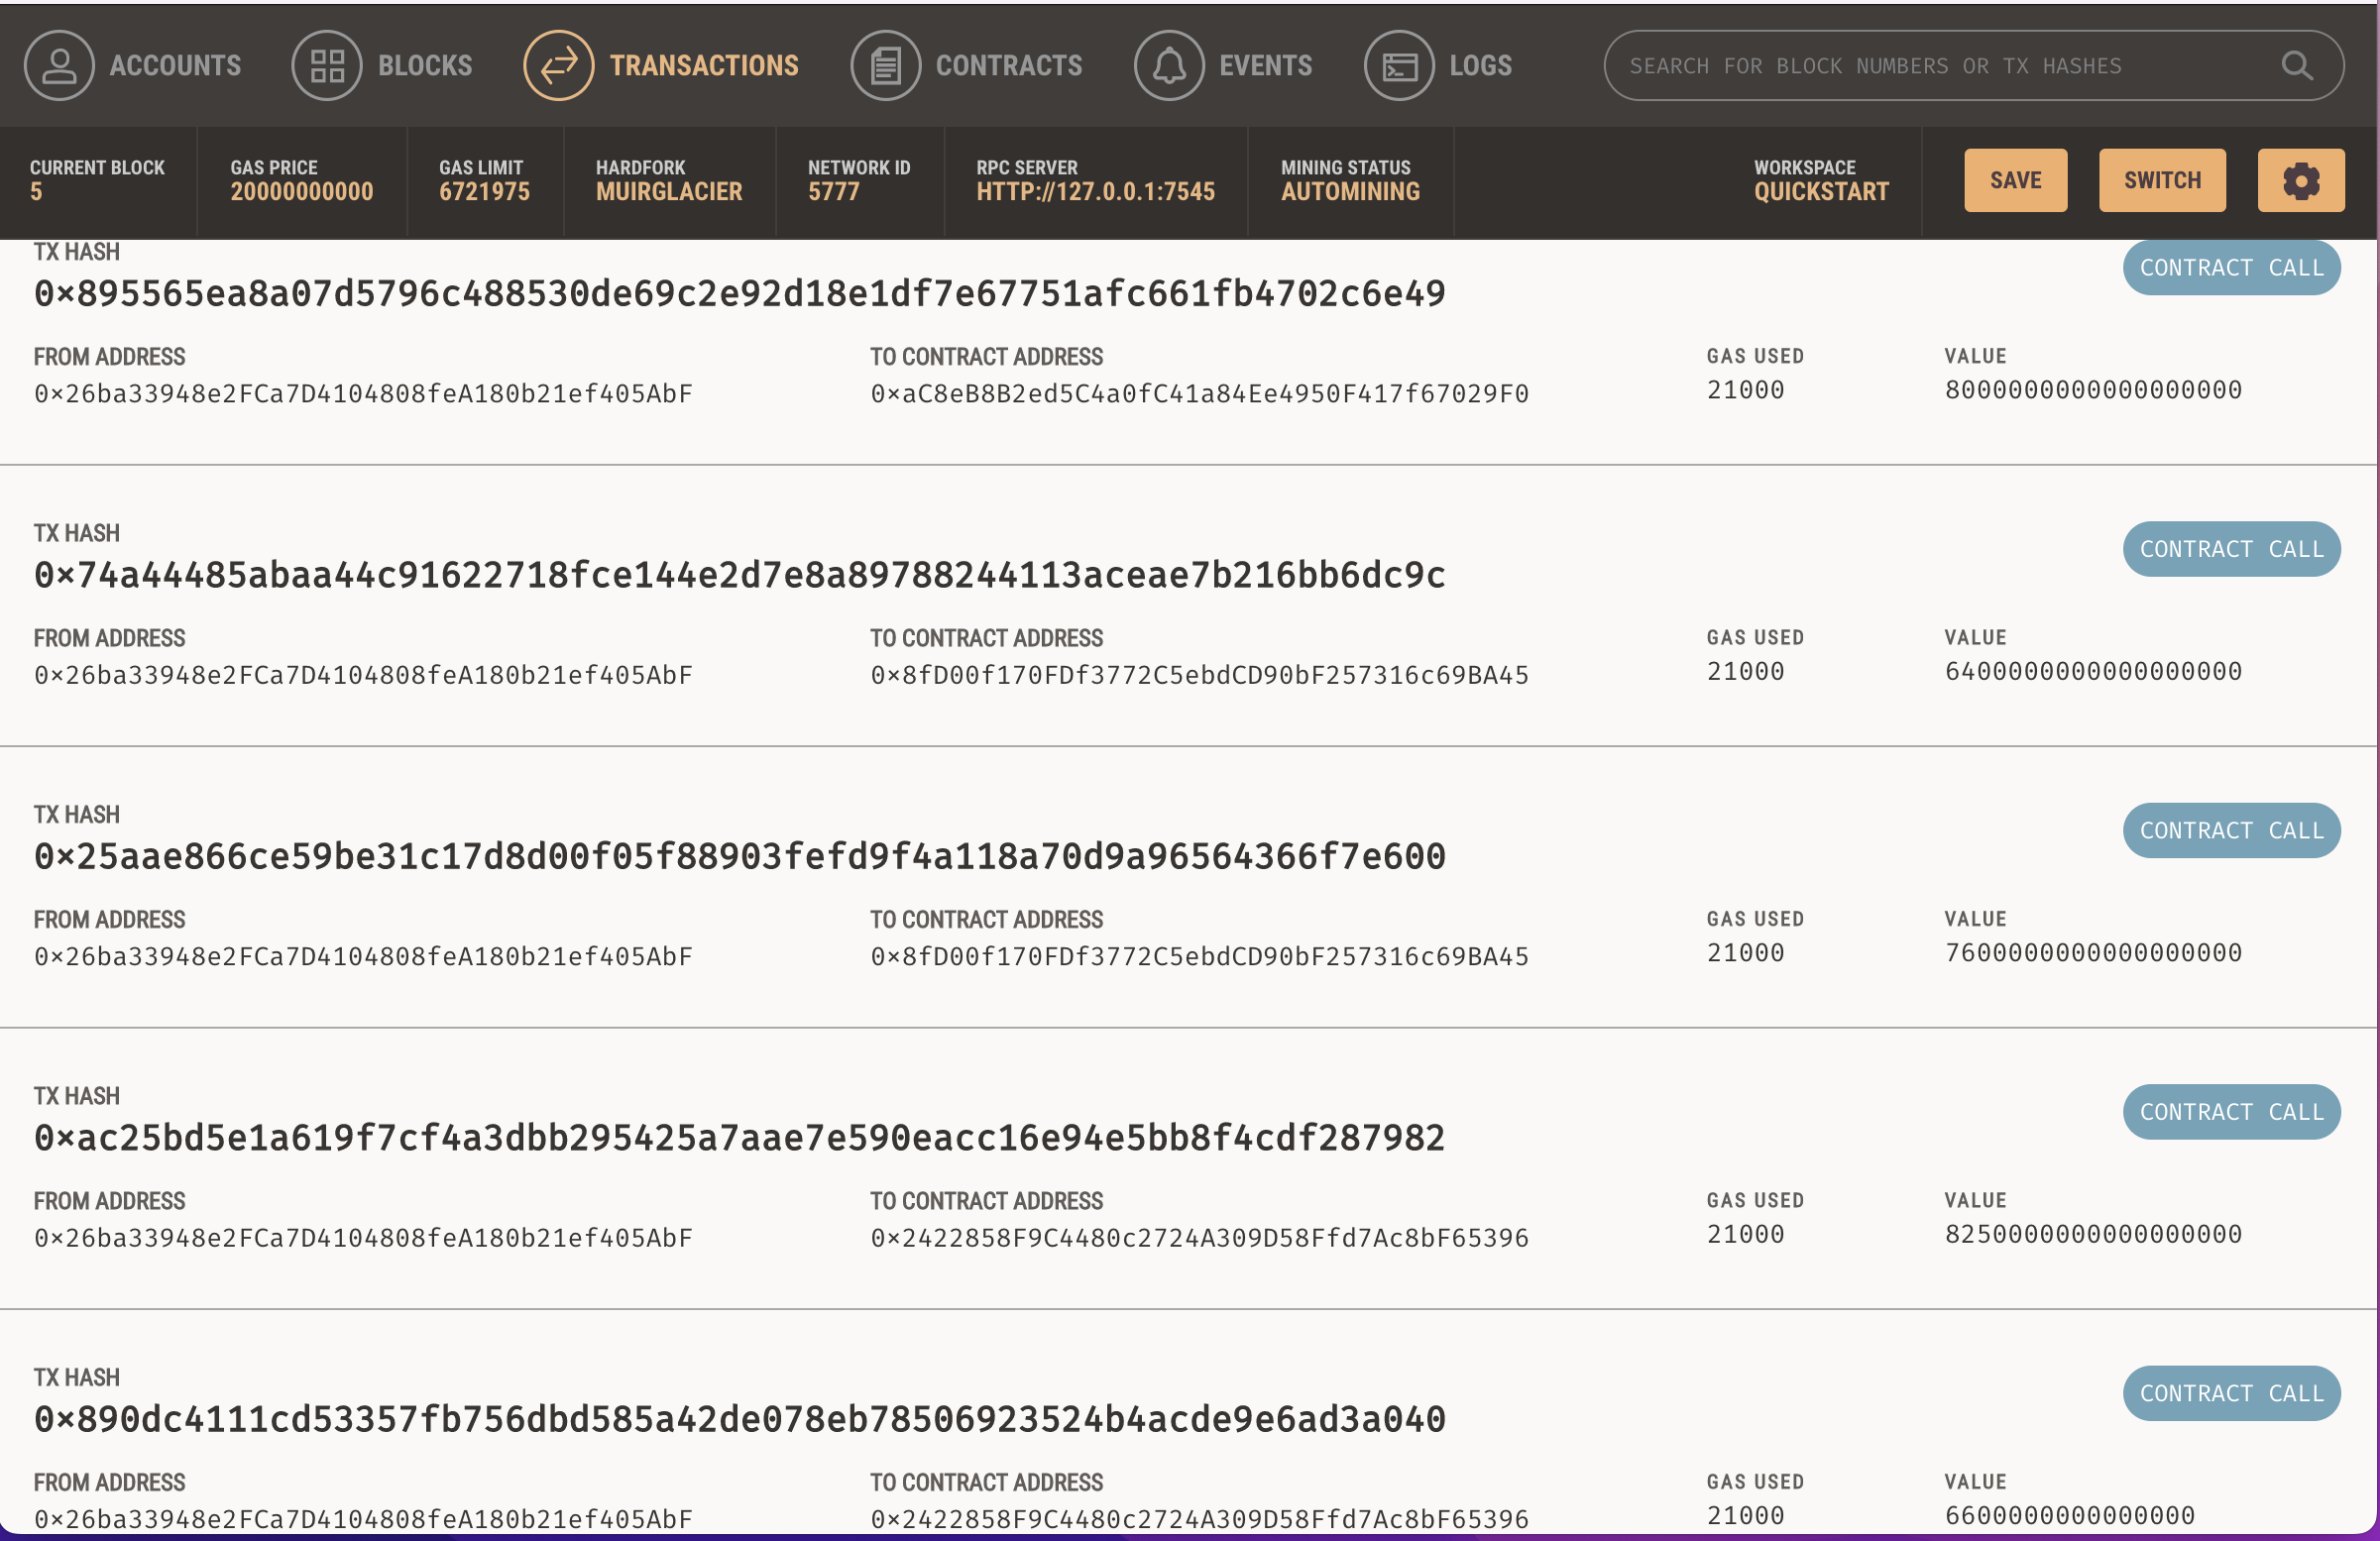 ACCOUNTS BLOCKS TRANSACTIONS CONTRACTS EVENTS LOGS SEARCH FOR BLOCK NUMBERS OR TX HASHES
CURRENT BLOCK GAS PRICE GAS LIMIT HARDFORK NETWORK ID RPC SERVER MINING STATUS WORKSPACE
5 20000000000 6721975 MUIRGLACIER 5777 HTTP://127.0.0.1:7545 AUTOMINING QUICKSTART SAVE SWITCH
TX HASH
0×895565ea8a07d5796c488530de69c2e92d18e1df7e67751afc661fb4702c6e49 CONTRACT CALL
FROM ADDRESS TO CONTRACT ADDRESS GAS USED VALUE
0×26ba33948e2FCa7D4104808feA180b21ef405AbF 0×aC8eB8B2ed5C4a0fC41a84Ee4950F417f67029F0 21000 8000000000000000000
TX HASH
0×74a44485abaa44c91622718fce144e2d7e8a89788244113aceae7b216bb6dc9c CONTRACT CALL
FROM ADDRESS TO CONTRACT ADDRESS GAS USED VALUE
0×26ba33948e2FCa7D4104808feA180b21ef405AbF 0×8fD00f170FDf3772C5ebdCD90bF257316c69BA45 21000 6400000000000000000
TX HASH
0×25aae866ce59be31c17d8d00f05f88903fefd9f4a118a70d9a96564366f7e600 CONTRACT CALL
FROM ADDRESS TO CONTRACT ADDRESS GAS USED VALUE
0×26ba33948e2FCa7D4104808feA180b21ef405AbF 0×8fD00f170FDf3772C5ebdCD90bF257316c69BA45 21000 7600000000000000000
TX HASH
0×ac25bd5e1a619f7cf4a3dbb295425a7aae7e590eacc16e94e5bb8f4cdf287982 CONTRACT CALL
FROM ADDRESS TO CONTRACT ADDRESS GAS USED VALUE
0×26ba33948e2FCa7D4104808feA180b21ef405AbF 0×2422858F9C4480c2724A309D58Ffd7Ac8bF65396 21000 8250000000000000000
TX HASH
0×890dc4111cd53357fb756dbd585a42de078eb78506923524b4acde9e6ad3a040 CONTRACT CALL
FROM ADDRESS TO CONTRACT ADDRESS GAS USED VALUE
0×26ba33948e2FCa7D4104808feA180b21ef405AbF 0×2422858F9C4480c2724A309D58Ffd7Ac8bF65396 21000 6600000000000000